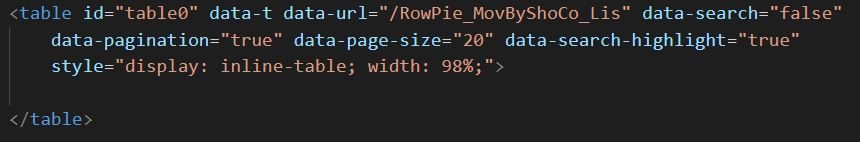 <table id="table0" data-t data-url="/RowPie_MovByShoCo_Lis" data-search="false"
data-pagination="true" data-page-size="20" data-search-highlight="true"
style="display: inline-table; width: 98%;">
</table>